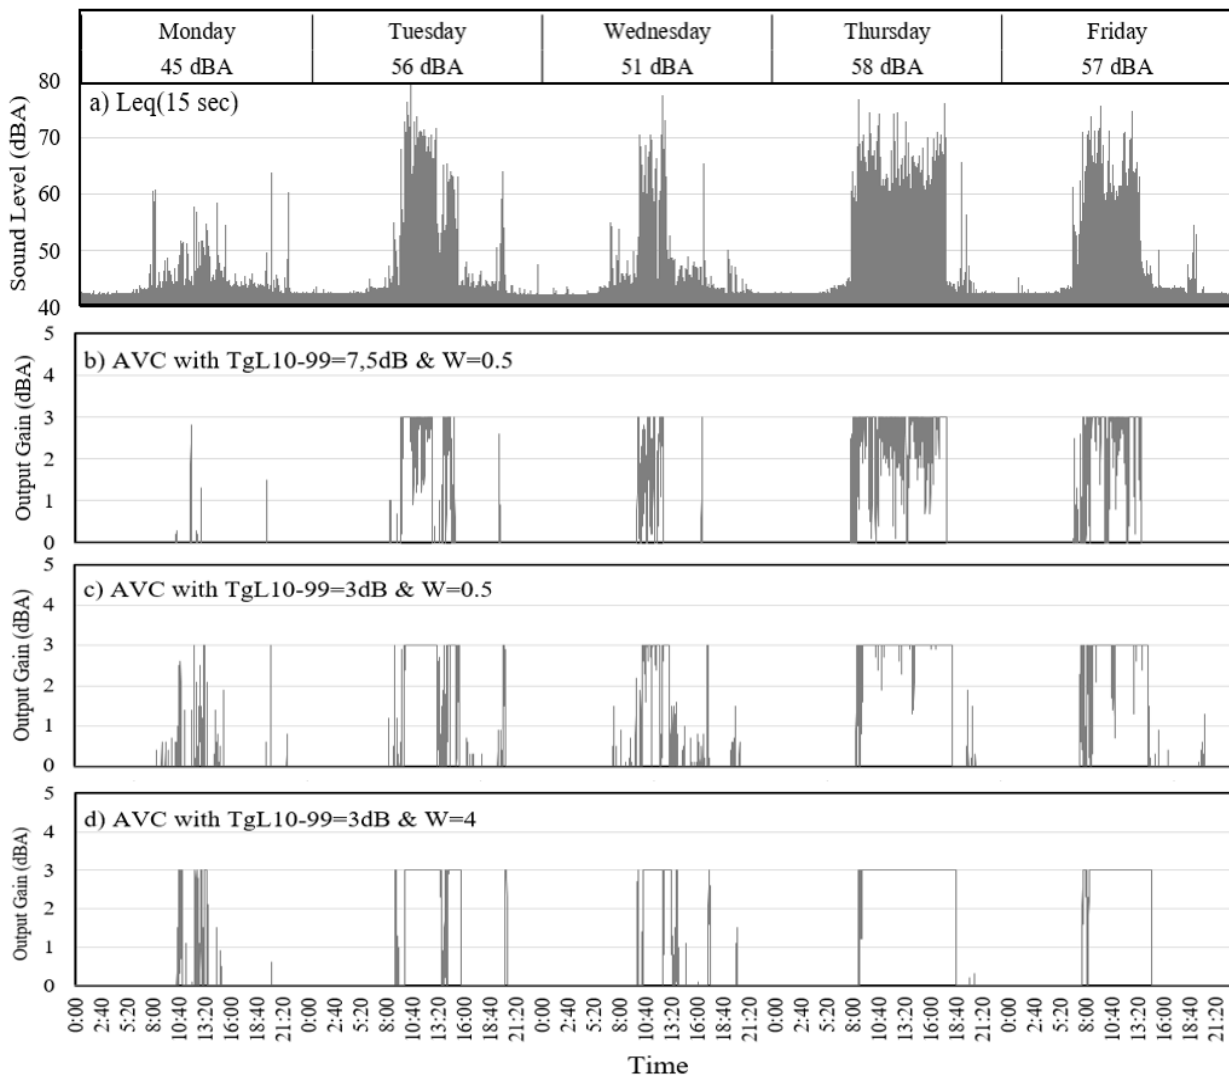 Monday Tuesday Wednesday Thursday Friday
45 dBA 56 dBA 51 dBA 58 dBA 57 dBA
a) Leq(15 sec)
80
70
60
50
40
Sound Level (dBA)
b) AVC with TgL10-99=7,5dB & W=0.5
5
4
3
2
1
0
Output Gain (dBA)
c) AVC with TgL10-99=3dB & W=0.5
5
4
3
2
1
0
Output Gain (dBA)
d) AVC with TgL10-99=3dB & W=4
5
4
3
2
1
0
Output Gain (dBA)
0:00 2:40 5:20 8:00 10:40 13:20 16:00 18:40 21:20 0:00 2:40 5:20 8:00 10:40 13:20 16:00 18:40 21:20 0:00 2:40 5:20 8:00 10:40 13:20 16:00 18:40 21:20 0:00 2:40 5:20 8:00 10:40 13:20 16:00 18:40 21:20 0:00 2:40 5:20 8:00 10:40 13:20 16:00 18:40 21:20
Time